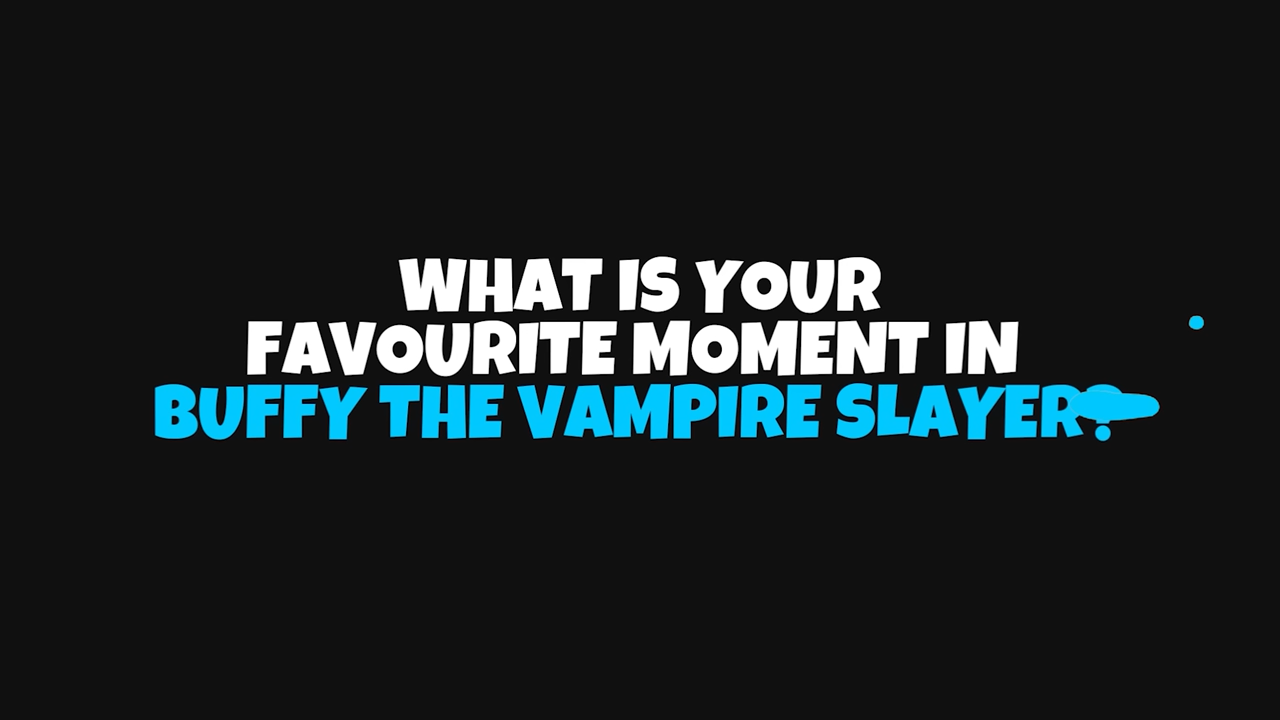 WHAT IS YOUR
FAVOURITE MOMENT IN
BUFFY THE VAMPIRE SLAYER?